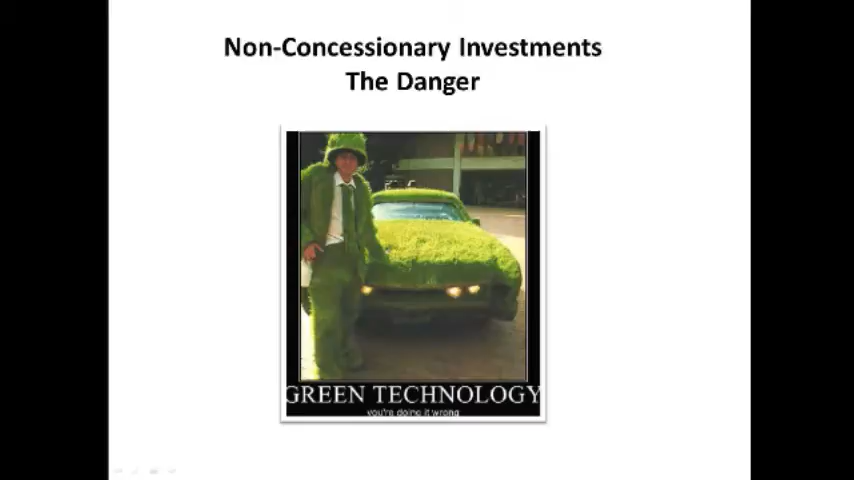 Non-Concessionary Investments
The Danger
GREEN TECHNOLOGY
you're doing it wrong